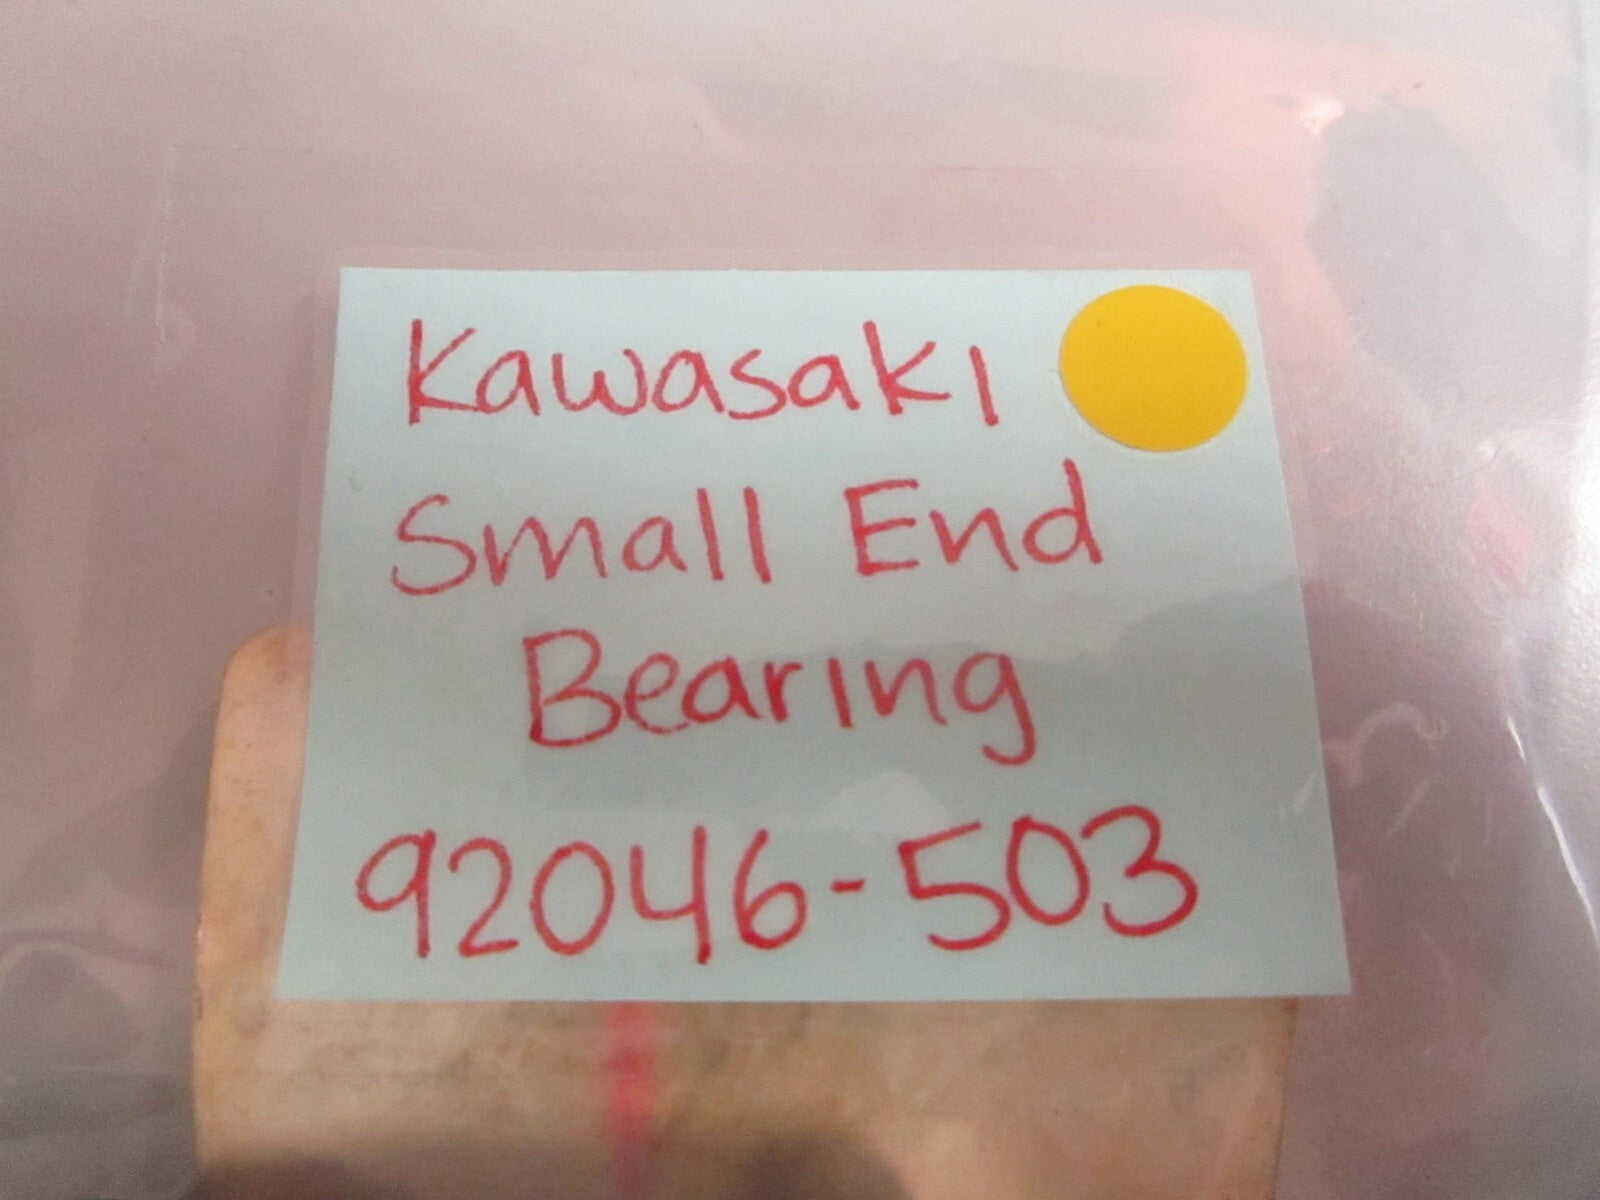 Kawasaki
Small End
Bearing
92046-503